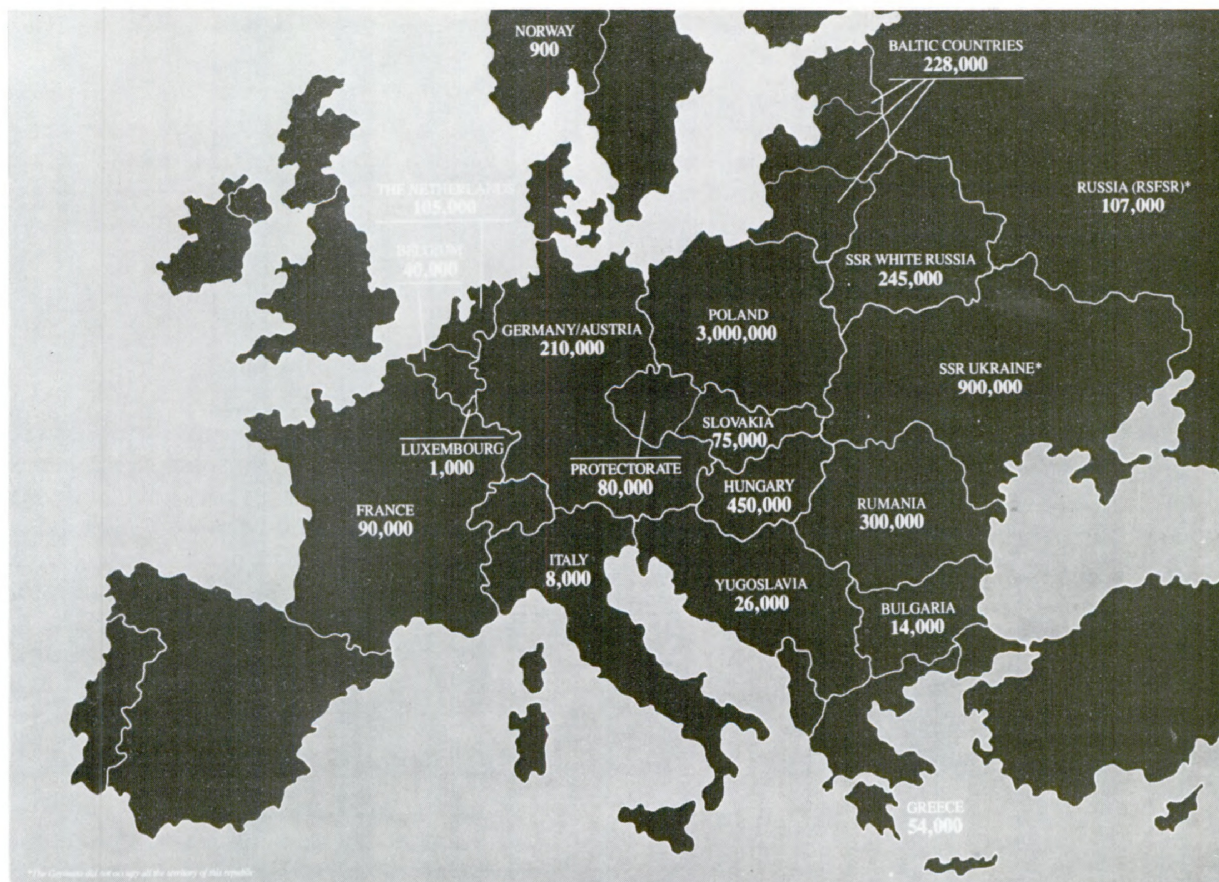 NORWAY
900
BALTIC COUNTRIES
228,000
THE NETHERLANDS
105,000
RUSSIA (RSFSR)*
107,000
BELGIUM
40,000
SSR WHITE RUSSIA
245,000
GERMANY/AUSTRIA
210,000
POLAND
3,000,000
SSR UKRAINE*
900,000
SLOVAKIA
75,000
LUXEMBOURG
1,000
PROTECTORATE
80,000
HUNGARY
450,000
FRANCE
90,000
RUMANIA
300,000
ITALY
8,000
YUGOSLAVIA
26,000
BULGARIA
14,000
GREECE
54,000
*The Germans did not occupy all the territory of this republic